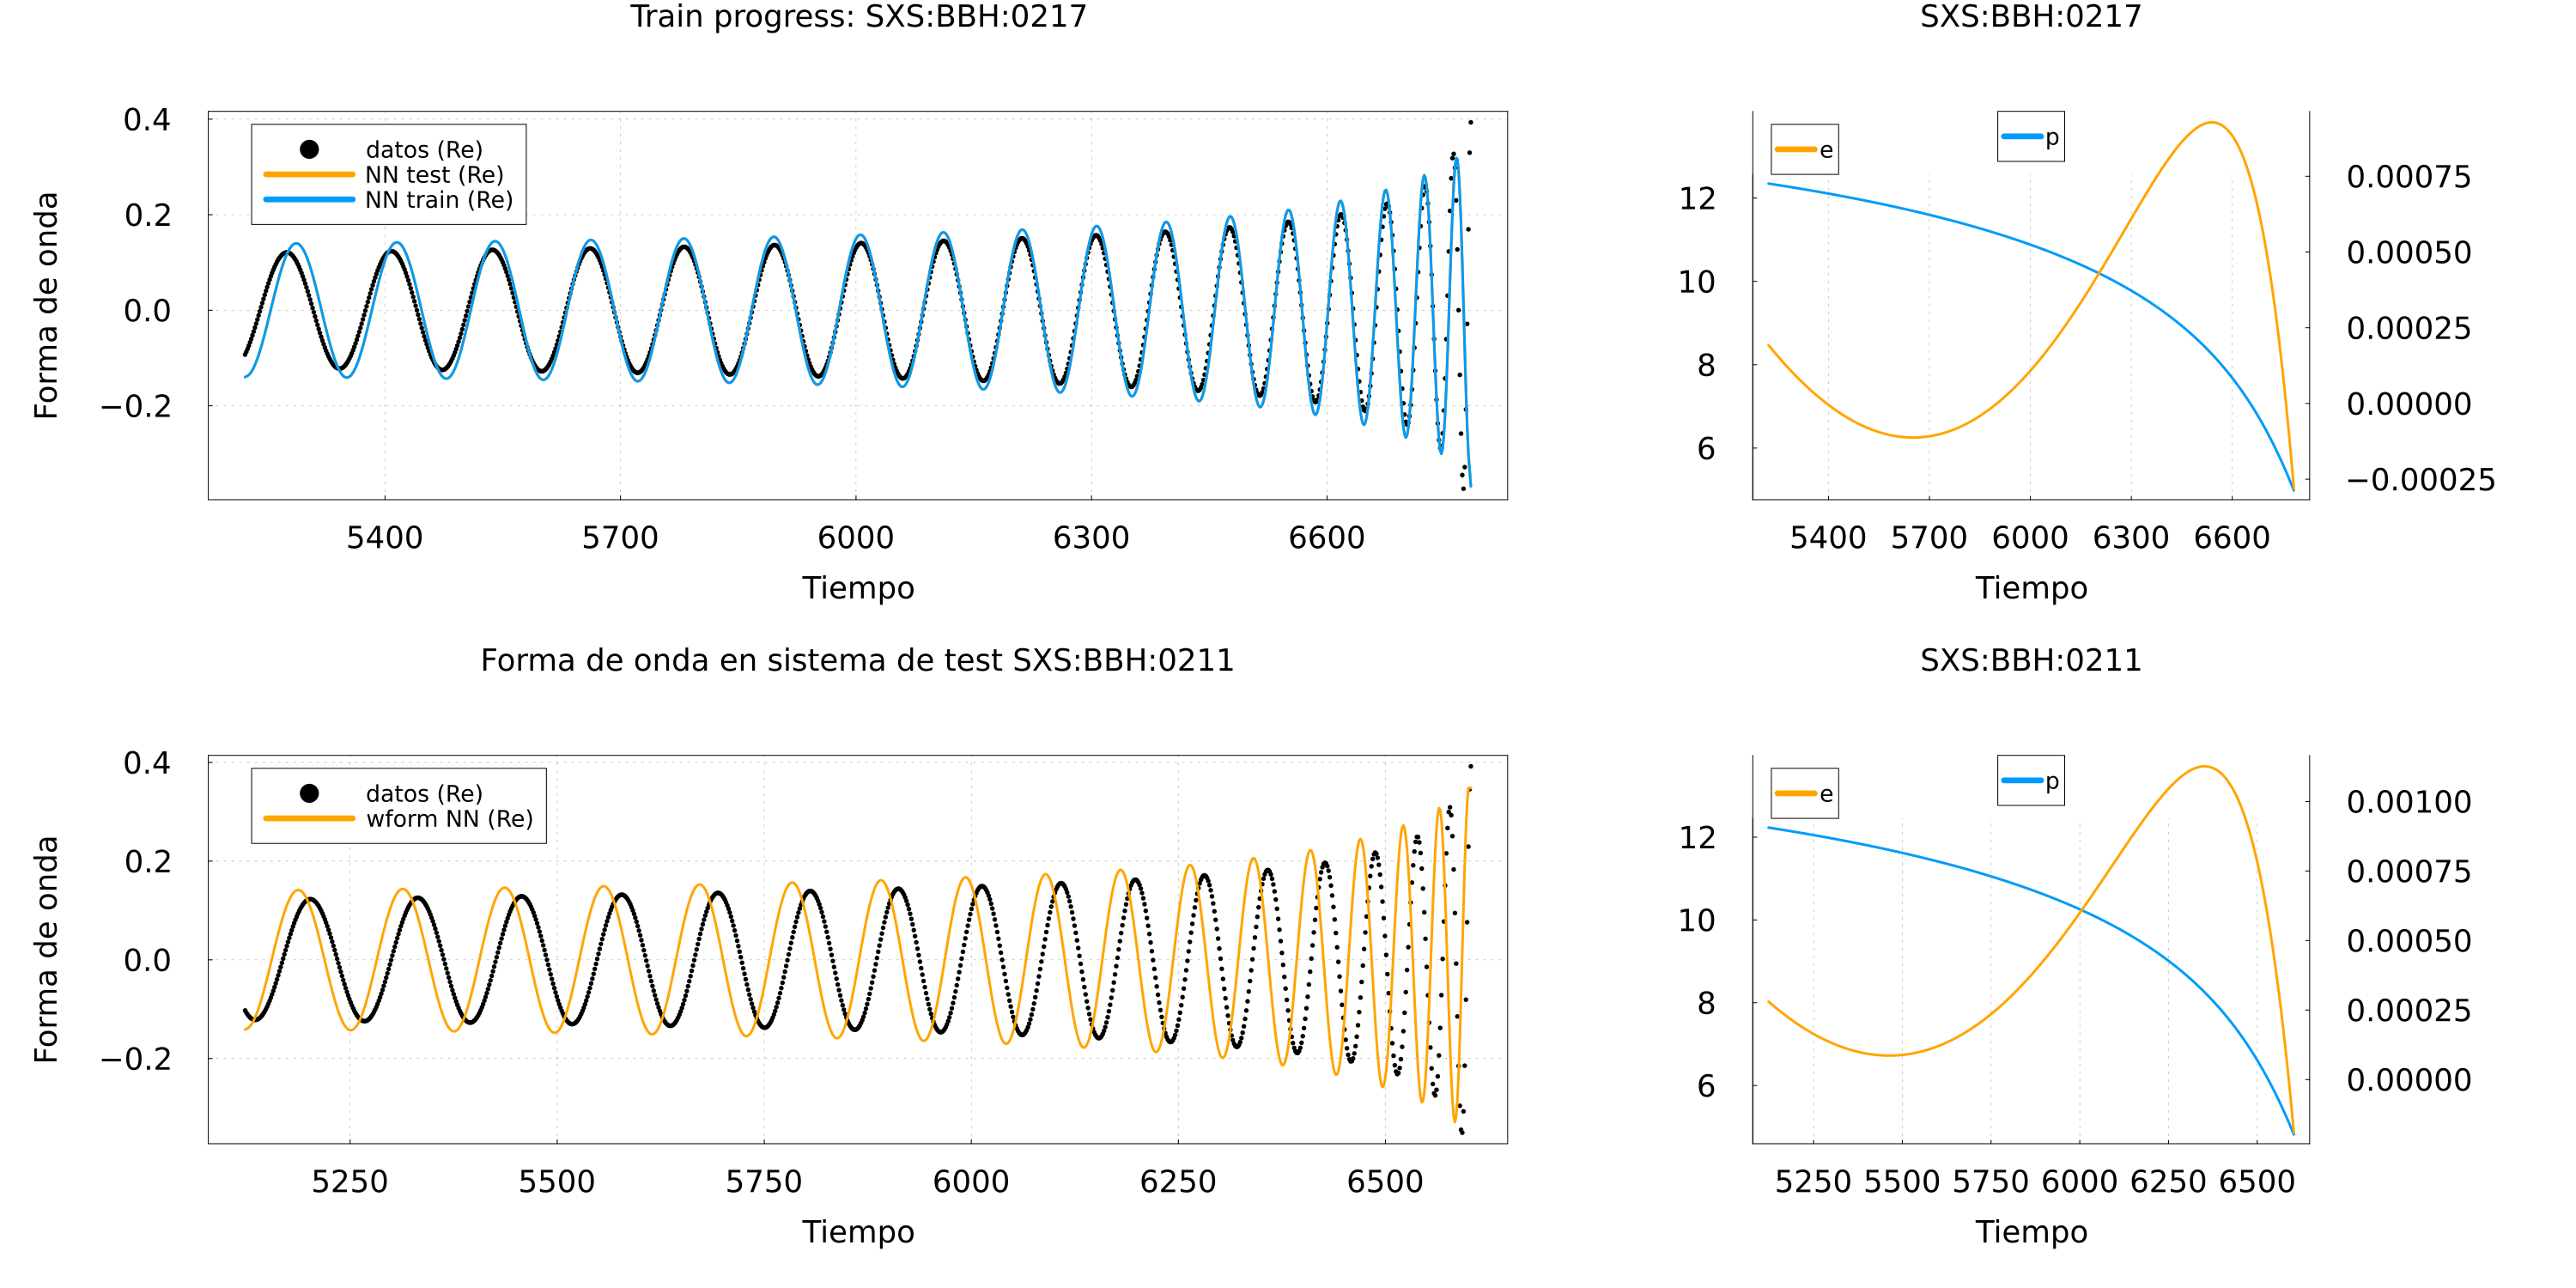 Train progress: SXS:BBH:0217
Forma de onda
0.4
0.2
0.0
−0.2
datos (Re)
NN test (Re)
NN train (Re)
5400 5700 6000 6300 6600
Tiempo
SXS:BBH:0217
12
10
8
6
e
p
0.00075
0.00050
0.00025
0.00000
−0.00025
5400 5700 6000 6300 6600
Tiempo
Forma de onda en sistema de test SXS:BBH:0211
Forma de onda
0.4
0.2
0.0
−0.2
datos (Re)
wform NN (Re)
5250 5500 5750 6000 6250 6500
Tiempo
SXS:BBH:0211
12
10
8
6
e
p
0.00100
0.00075
0.00050
0.00025
0.00000
5250 5500 5750 6000 6250 6500
Tiempo